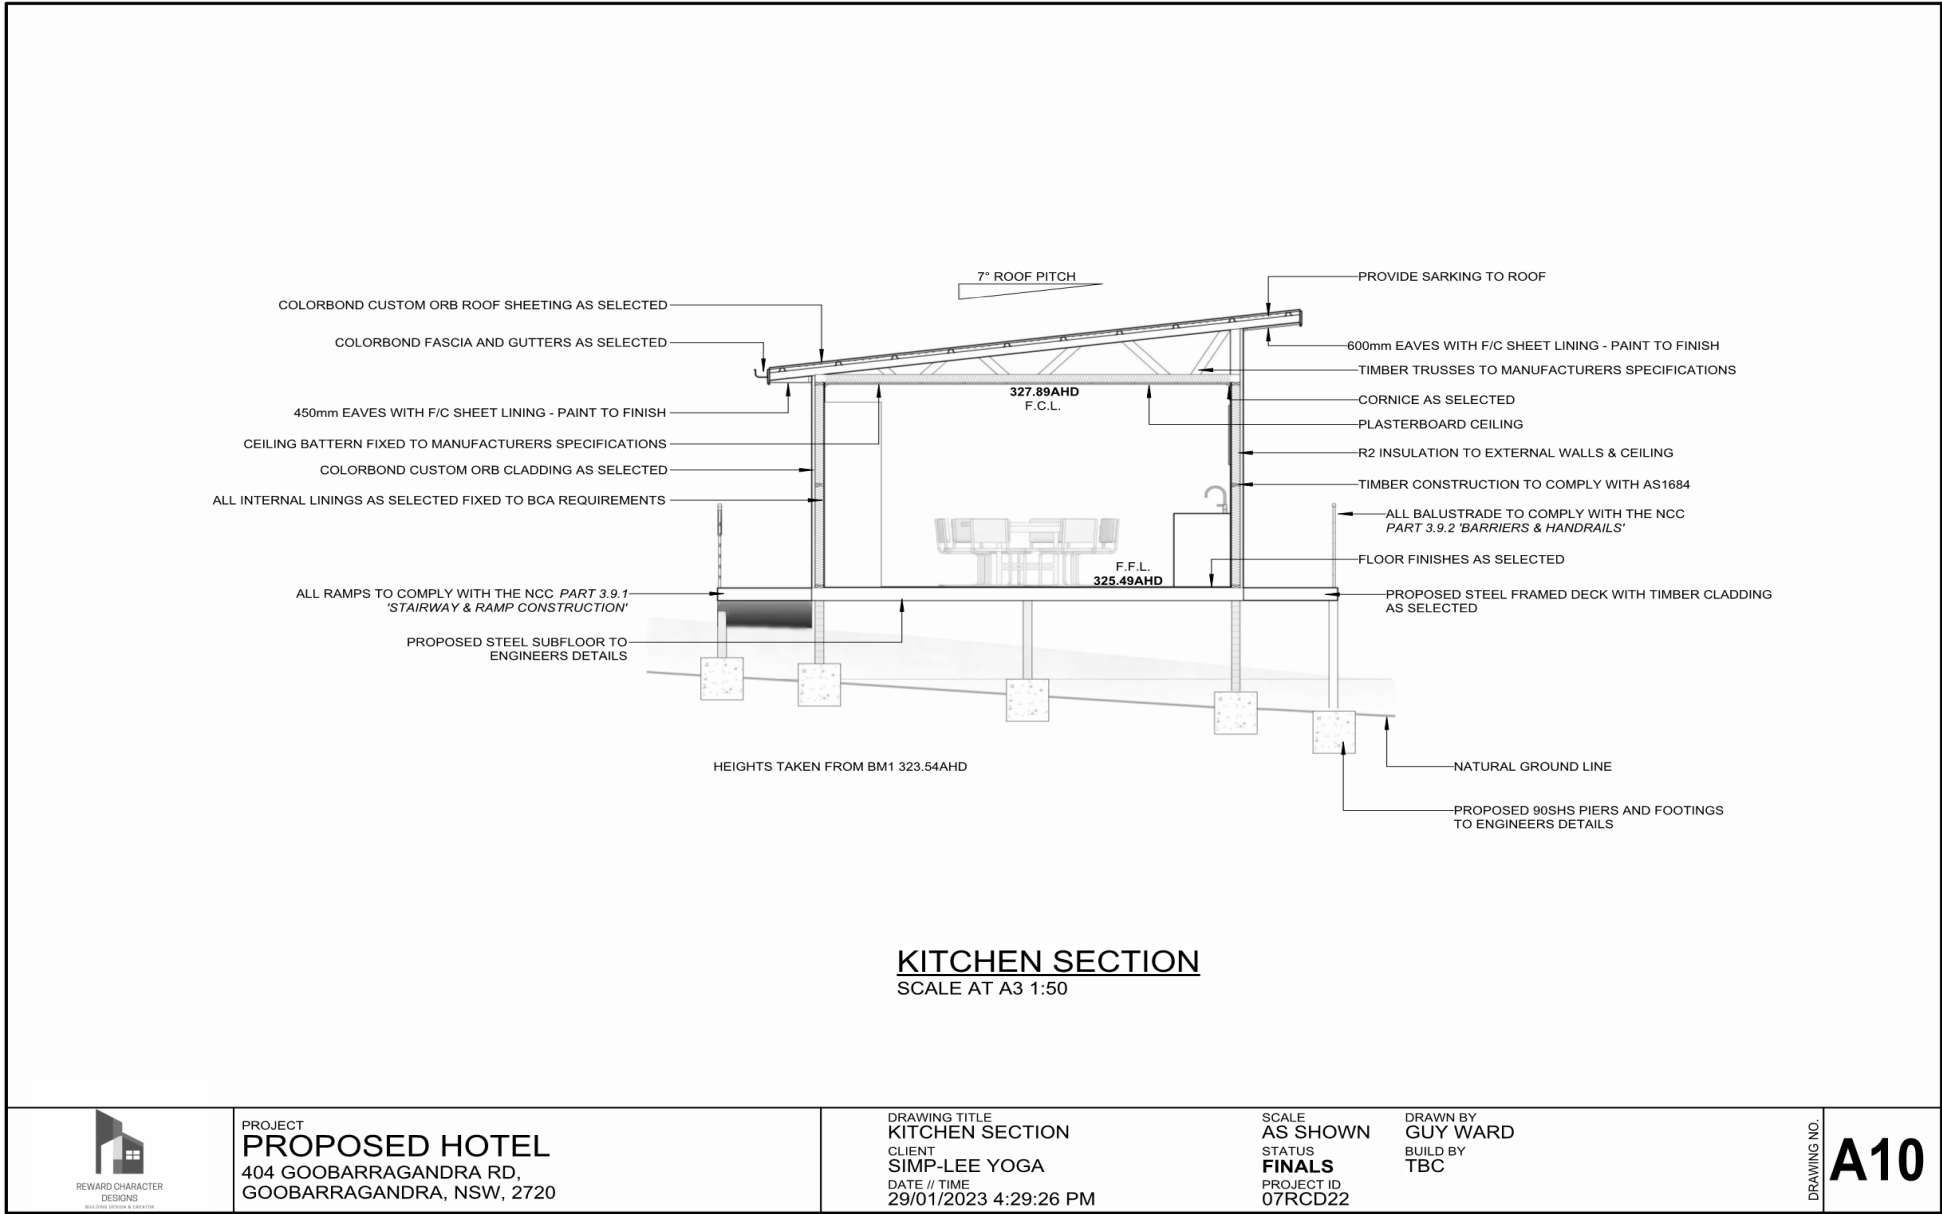 7° ROOF PITCH
COLORBOND CUSTOM ORB ROOF SHEETING AS SELECTED
COLORBOND FASCIA AND GUTTERS AS SELECTED
450mm EAVES WITH F/C SHEET LINING - PAINT TO FINISH
CEILING BATTERN FIXED TO MANUFACTURERS SPECIFICATIONS
COLORBOND CUSTOM ORB CLADDING AS SELECTED
ALL INTERNAL LININGS AS SELECTED FIXED TO BCA REQUIREMENTS
ALL RAMPS TO COMPLY WITH THE NCC PART 3.9.1
'STAIRWAY & RAMP CONSTRUCTION'
PROPOSED STEEL SUBFLOOR TO
ENGINEERS DETAILS
327.89AHD
F.C.L.
F.F.L.
325.49AHD
PROVIDE SARKING TO ROOF
600mm EAVES WITH F/C SHEET LINING - PAINT TO FINISH
TIMBER TRUSSES TO MANUFACTURERS SPECIFICATIONS
CORNICE AS SELECTED
PLASTERBOARD CEILING
R2 INSULATION TO EXTERNAL WALLS & CEILING
TIMBER CONSTRUCTION TO COMPLY WITH AS1684
ALL BALUSTRADE TO COMPLY WITH THE NCC
PART 3.9.2 'BARRIERS & HANDRAILS'
FLOOR FINISHES AS SELECTED
PROPOSED STEEL FRAMED DECK WITH TIMBER CLADDING
AS SELECTED
HEIGHTS TAKEN FROM BM1 323.54AHD
NATURAL GROUND LINE
PROPOSED 90SHS PIERS AND FOOTINGS
TO ENGINEERS DETAILS
KITCHEN SECTION
SCALE AT A3 1:50
REWARD CHARACTER
DESIGNS
BUILDING DESIGN & CREATOR
PROJECT
PROPOSED HOTEL
404 GOOBARRAGANDRA RD,
GOOBARRAGANDRA, NSW, 2720
DRAWING TITLE
KITCHEN SECTION
CLIENT
SIMP-LEE YOGA
DATE // TIME
29/01/2023 4:29:26 PM
SCALE
AS SHOWN
STATUS
FINALS
PROJECT ID
07RCD22
DRAWN BY
GUY WARD
BUILD BY
TBC
DRAWING NO.
A10